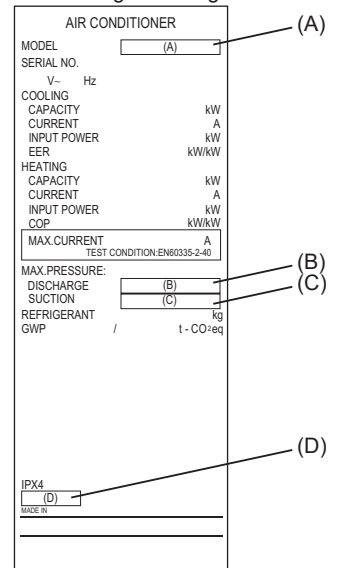 AIR CONDITIONER
MODEL (A) (A)
SERIAL NO.
V~ Hz
COOLING
CAPACITY kW
CURRENT A
INPUT POWER kW
EER kW/kW
HEATING
CAPACITY kW
CURRENT A
INPUT POWER kW
COP kW/kW
MAX.CURRENT A
TEST CONDITION:EN60335-2-40
MAX.PRESSURE:
DISCHARGE (B) (B)
SUCTION (C) (C)
REFRIGERANT kg
GWP / t - CO2eq
IPX4
(D) (D)
MADE IN